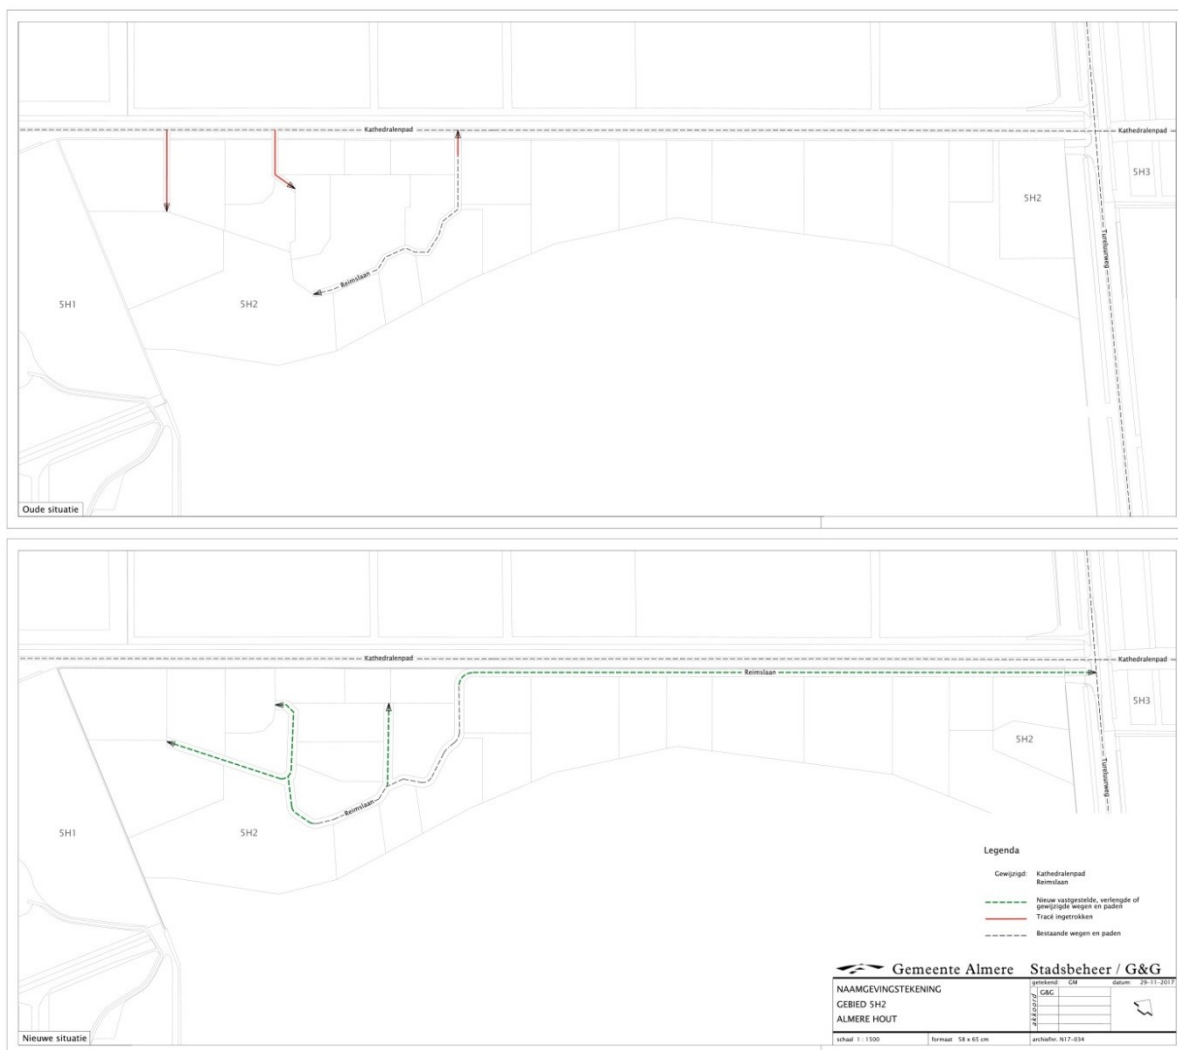 Kathedralenpad
Kathedralenpad
5H3
5H2
Tureluurweg
Reimslaan
5H1
5H2
Oude situatie
Kathedralenpad
Kathedralenpad
Reimslaan
5H3
5H2
Tureluurweg
Reimslaan
5H1
5H2
Legenda
Gewijzigd: Kathedralenpad
Reimslaan
Nieuw vastgestelde, verlengde of
gewijzigde wegen en paden
Tracé ingetrokken
Bestaande wegen en paden
Gemeente Almere Stadsbeheer / G&G
NAAMGEVINGSTEKENING
GEBIED 5H2
ALMERE HOUT
getekend GM datum 29-11-2017
akkoord G&G
schaal 1 : 1500 formaat 58 x 65 cm archiefnr. N17-034
Nieuwe situatie